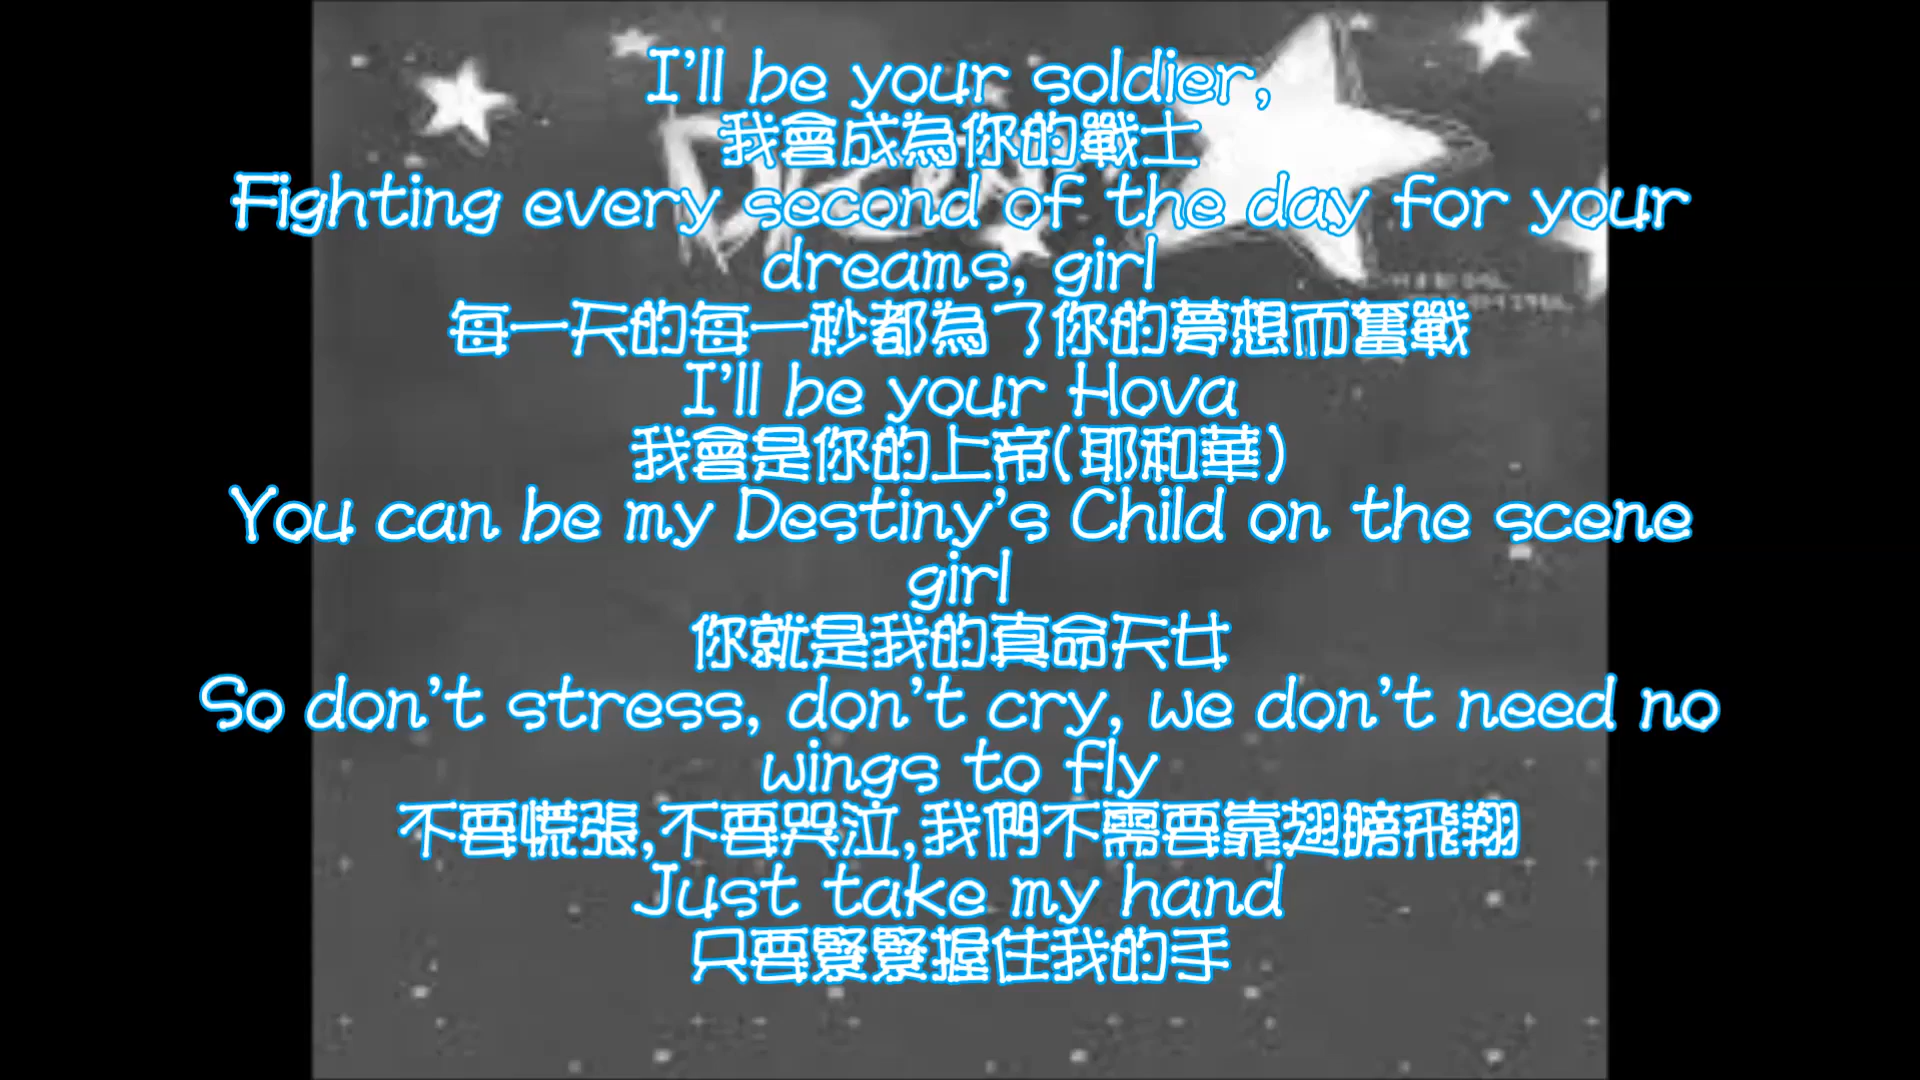 I'll be your soldier,
我會成為你的戰士
Fighting every second of the day for your
dreams, girl
每一天的每一秒都為了你的夢想而奮戰
I'll be your Hova
我會是你的上帝(耶和華)
You can be my Destiny's Child on the scene
girl
你就是我的真命天女
So don't stress, don't cry, we don't need no
wings to fly
不要慌張,不要哭泣,我們不需要靠翅膀飛翔
Just take my hand
只要緊緊握住我的手